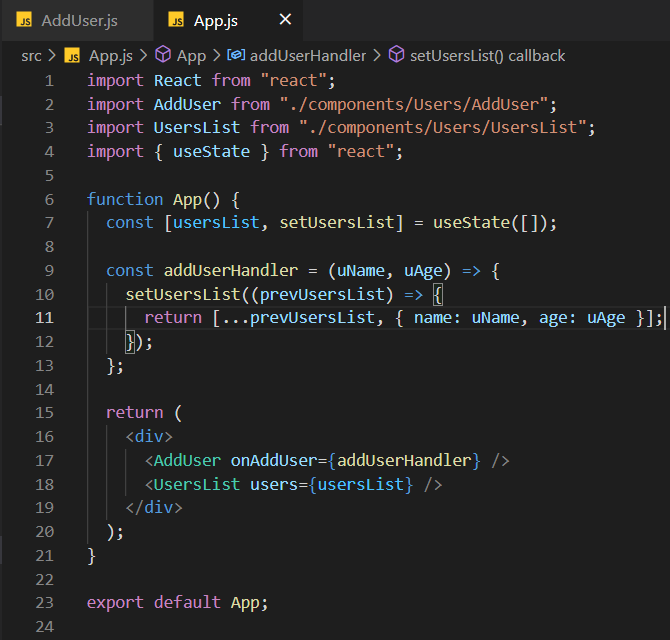 JS AddUser.js JS App.js ×
src > JS App.js > App > addUserHandler > setUsersList() callback
1 import React from "react";
2 import AddUser from "./components/Users/AddUser";
3 import UsersList from "./components/Users/UsersList";
4 import { useState } from "react";
5
6 function App() {
7   const [usersList, setUsersList] = useState([]);
8
9   const addUserHandler = (uName, uAge) => {
10     setUsersList((prevUsersList) => {
11       return [...prevUsersList, { name: uName, age: uAge }];
12     });
13   };
14
15   return (
16     <div>
17       <AddUser onAddUser={addUserHandler} />
18       <UsersList users={usersList} />
19     </div>
20   );
21 }
22
23 export default App;
24